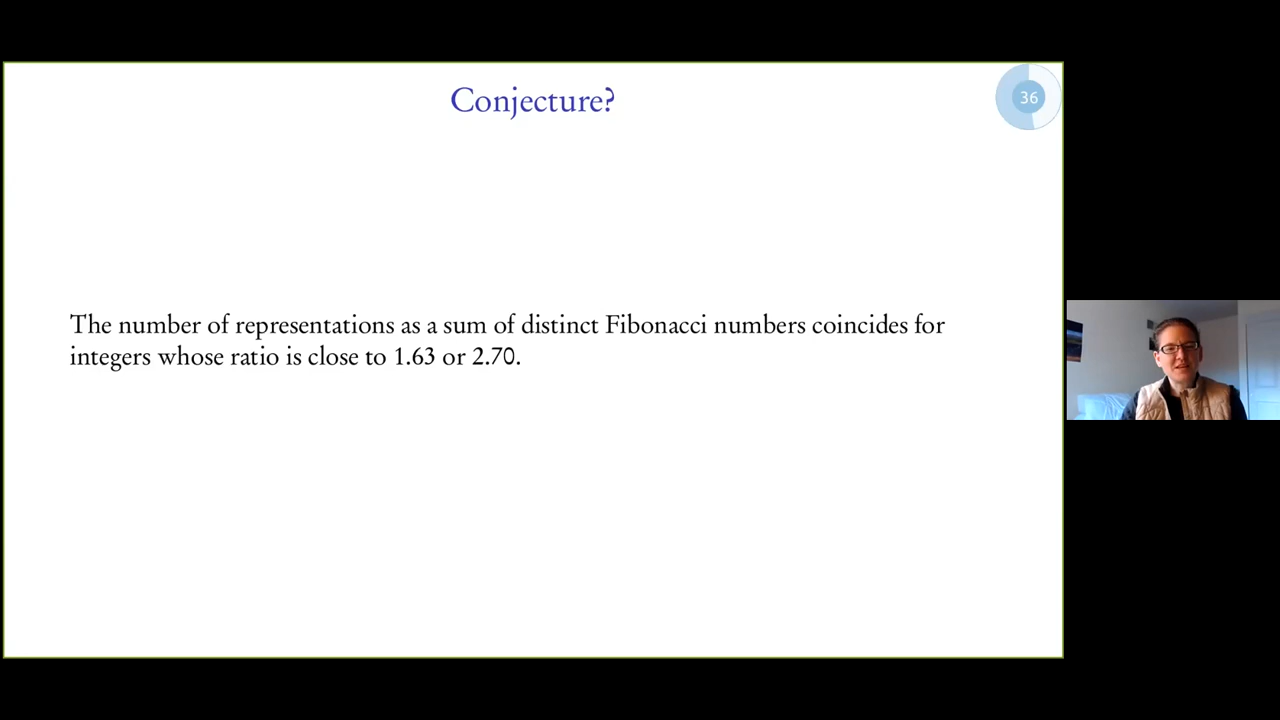 Conjecture?
36
The number of representations as a sum of distinct Fibonacci numbers coincides for
integers whose ratio is close to 1.63 or 2.70.